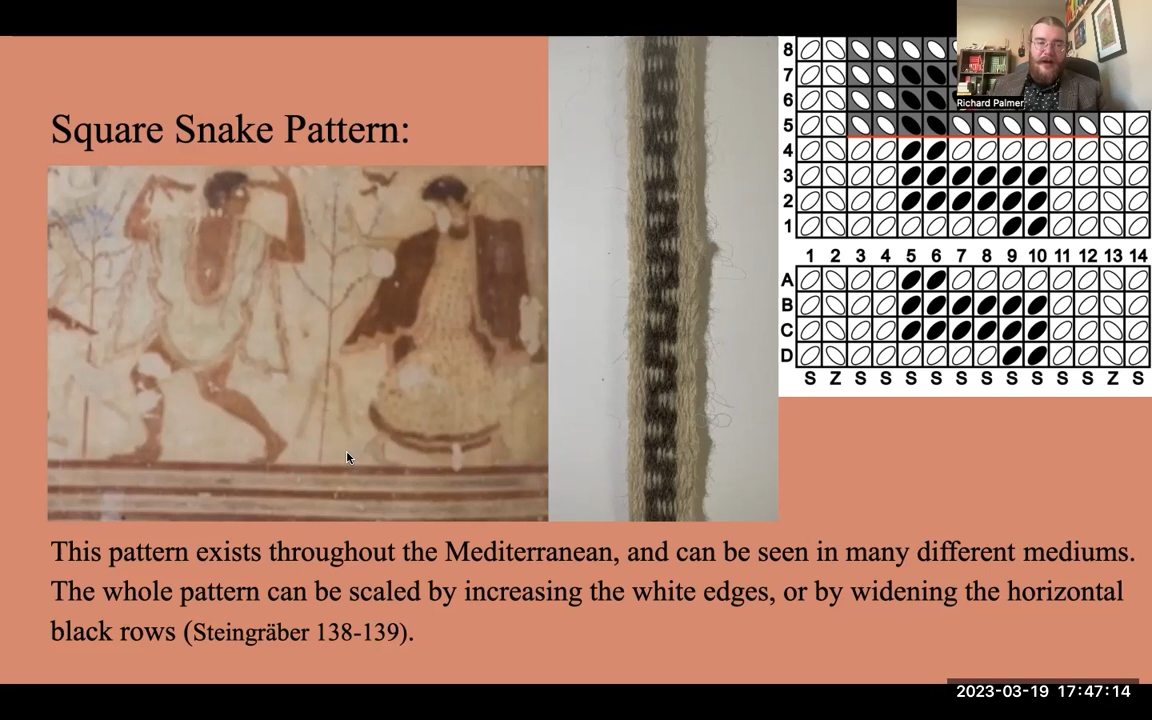 Square Snake Pattern:
This pattern exists throughout the Mediterranean, and can be seen in many different mediums.
The whole pattern can be scaled by increasing the white edges, or by widening the horizontal
black rows (Steingräber 138-139).
8
7
6
5
4
3
2
1
1 2 3 4 5 6 7 8 9 10 11 12 13 14
A
B
C
D
S Z S S S S S S S S S S Z S
Richard Palmer
2023-03-19 17:47:14